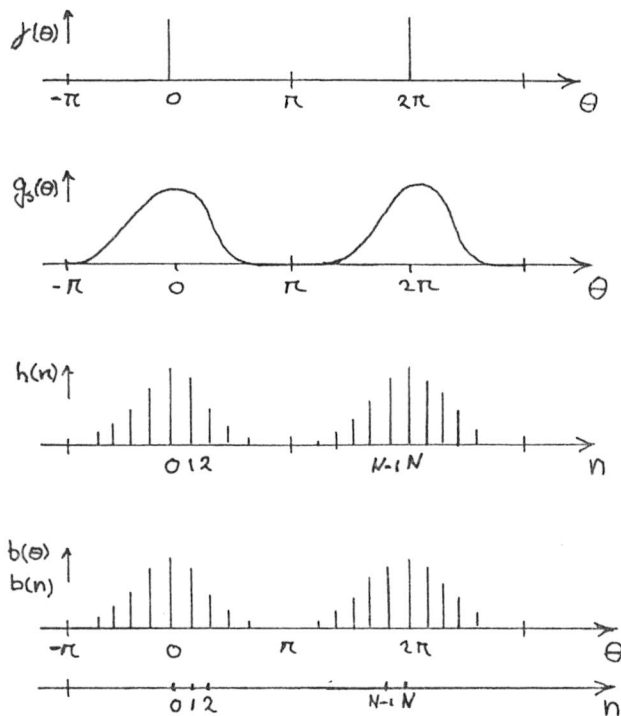 f(θ)
-π 0 π 2π θ
g_s(θ)
-π 0 π 2π θ
h(n)
0 1 2 N-1 N n
b(θ)
b(n)
-π 0 π 2π θ
0 1 2 N-1 N n